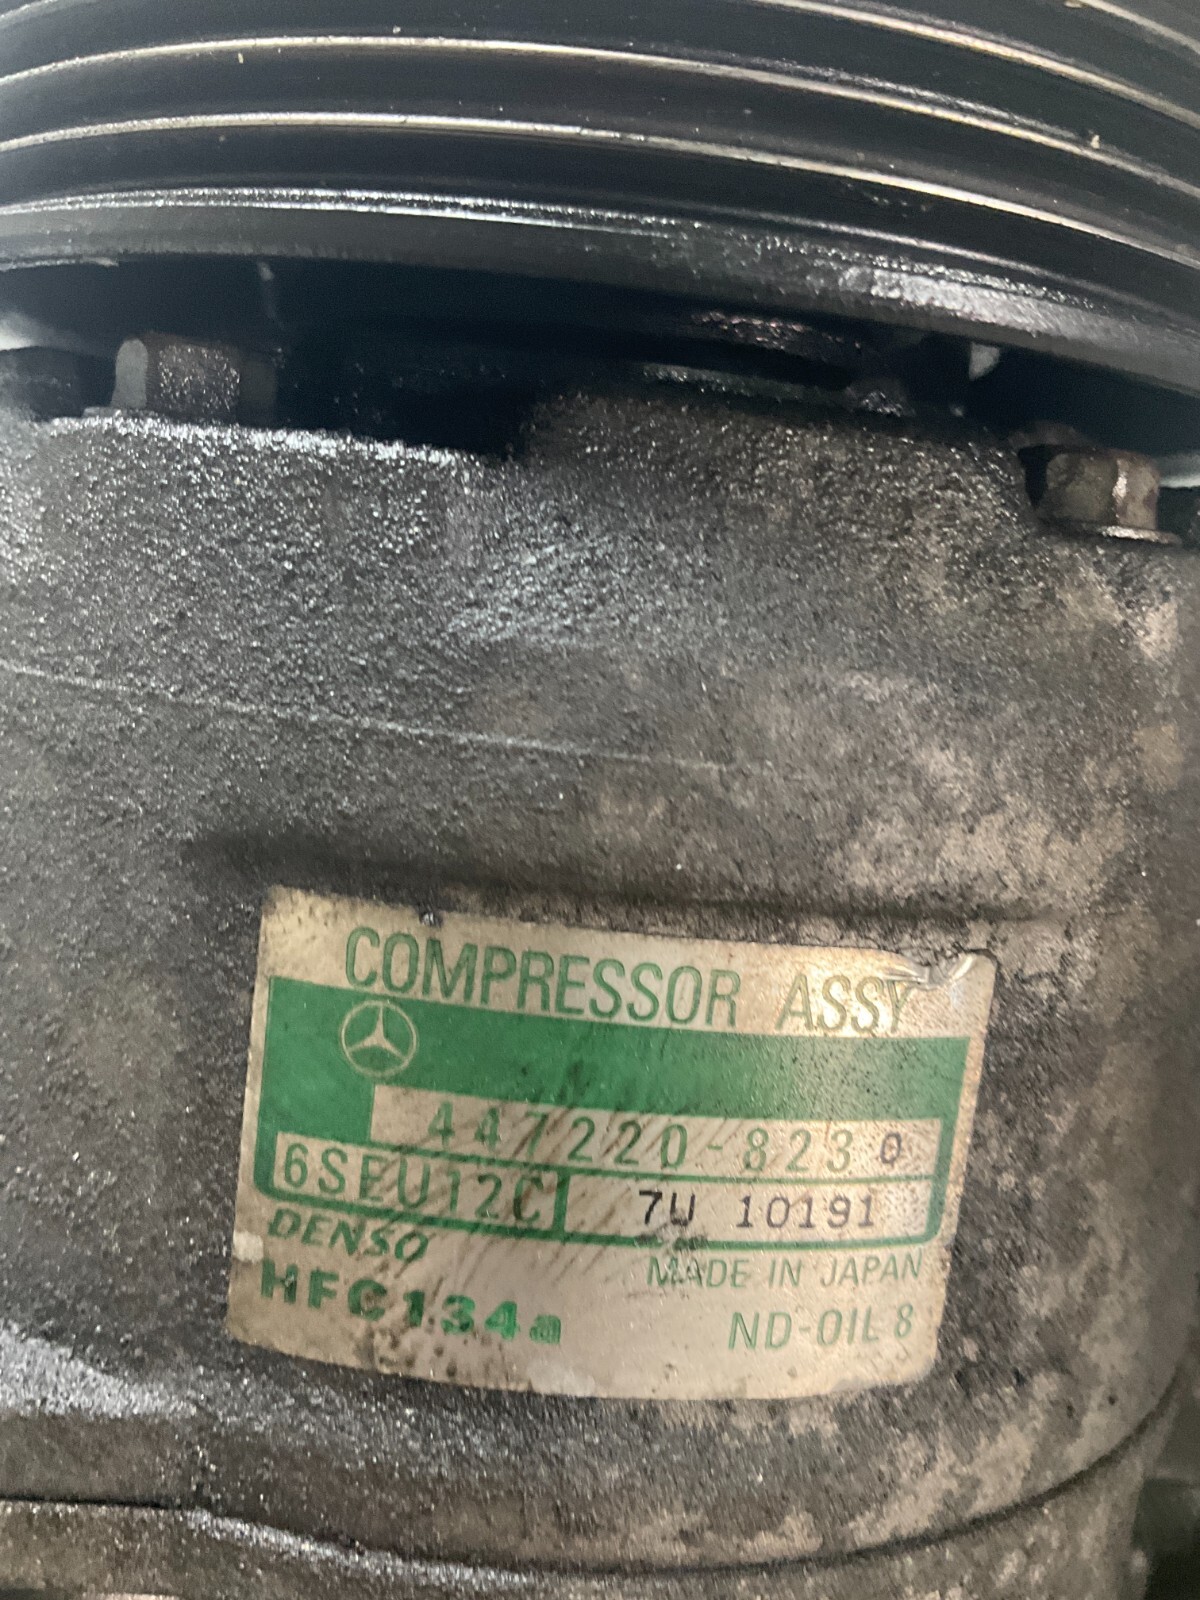 COMPRESSOR ASSY
447220-8230
6SEU12C 7U 10191
DENSO
MADE IN JAPAN
HFC134a
ND-OIL 8